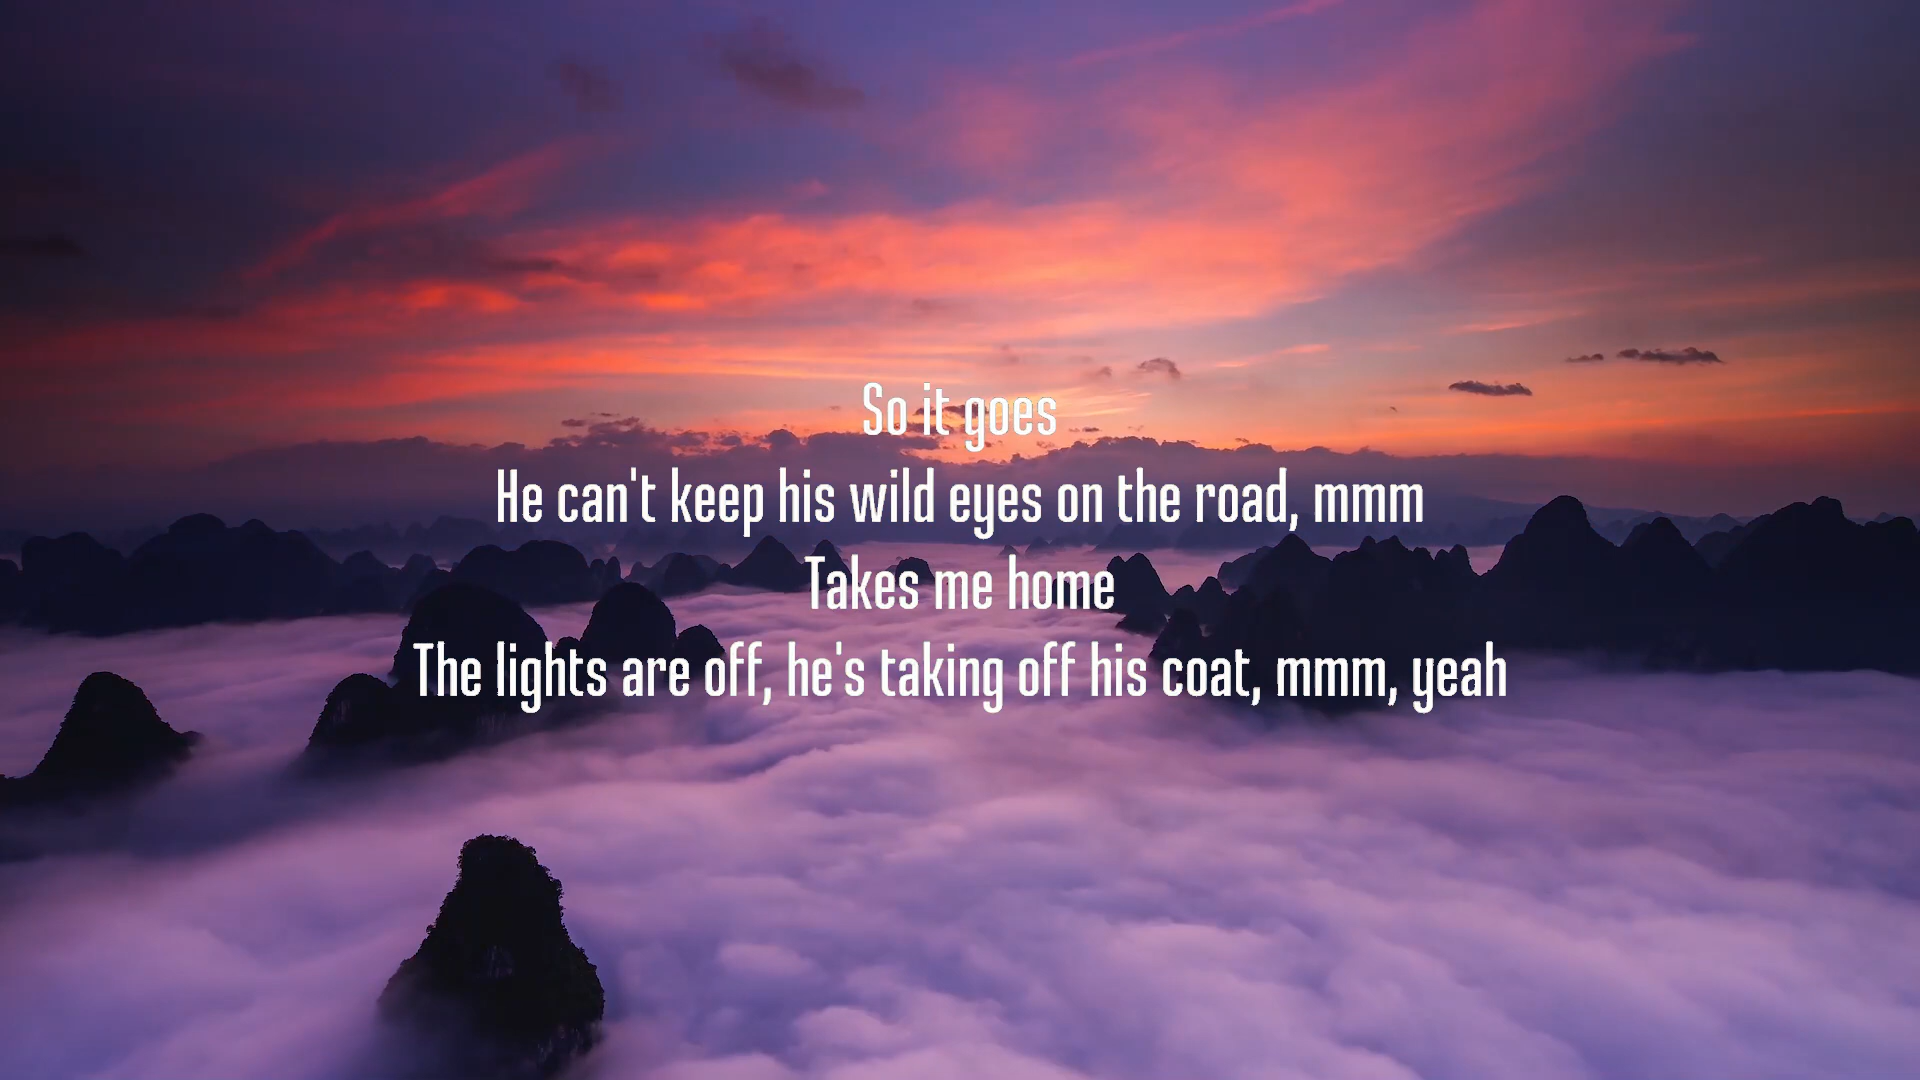 So it goes
He can't keep his wild eyes on the road, mmm
Takes me home
The lights are off, he's taking off his coat, mmm, yeah